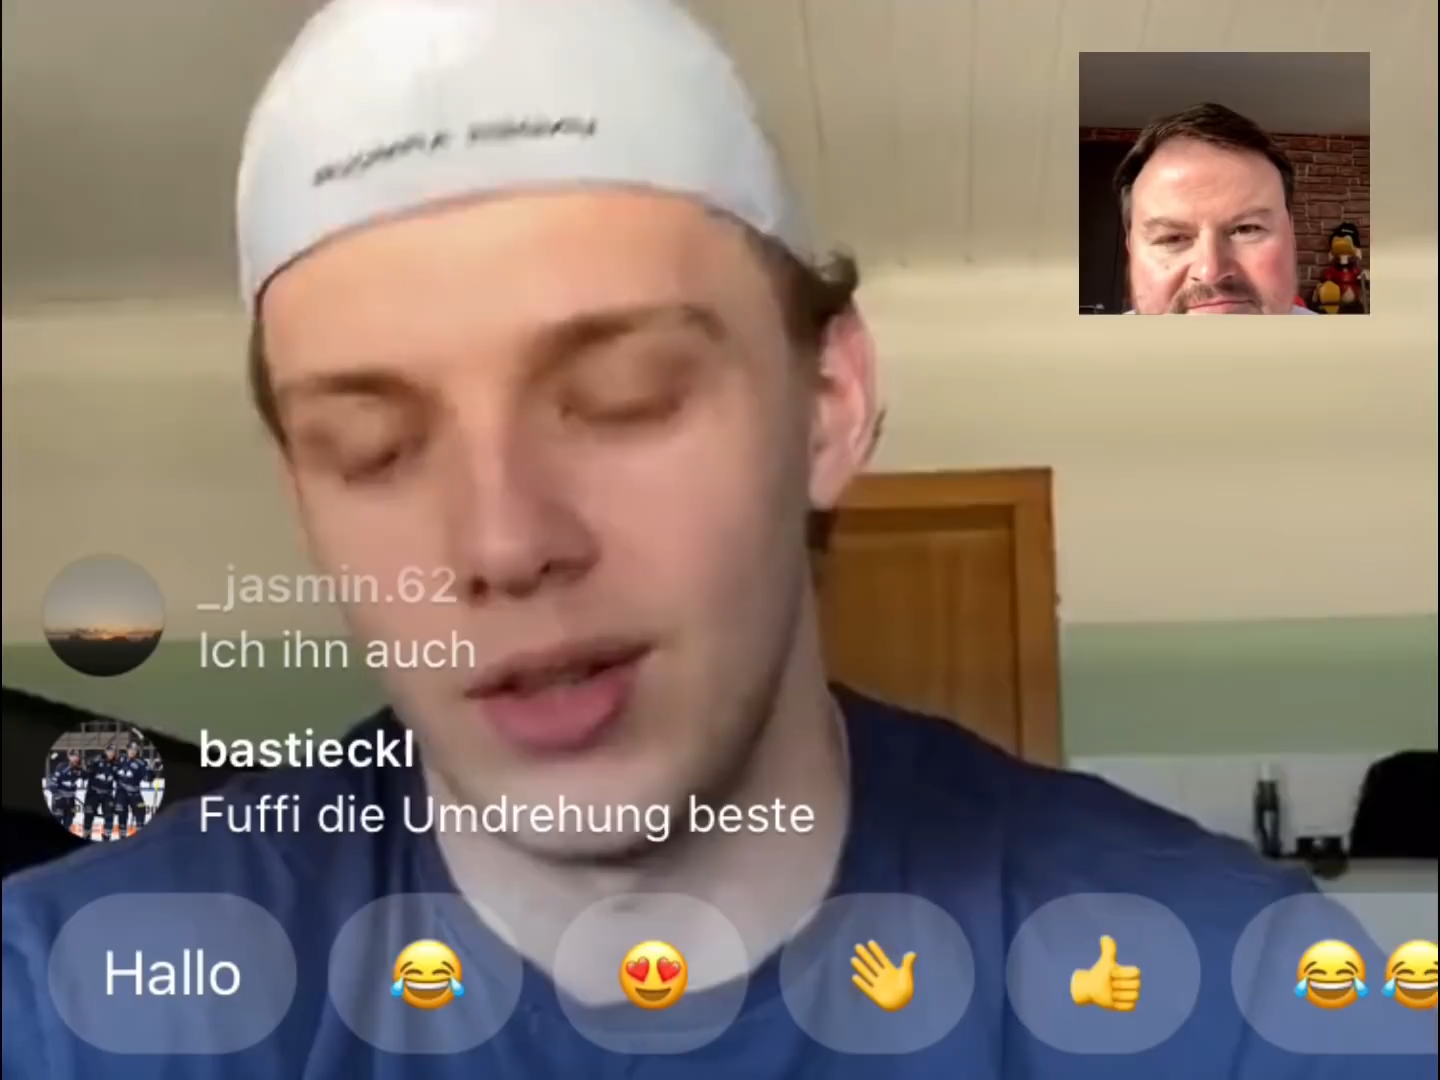 _jasmin.62
Ich ihn auch
bastieckl
Fuffi die Umdrehung beste
Hallo